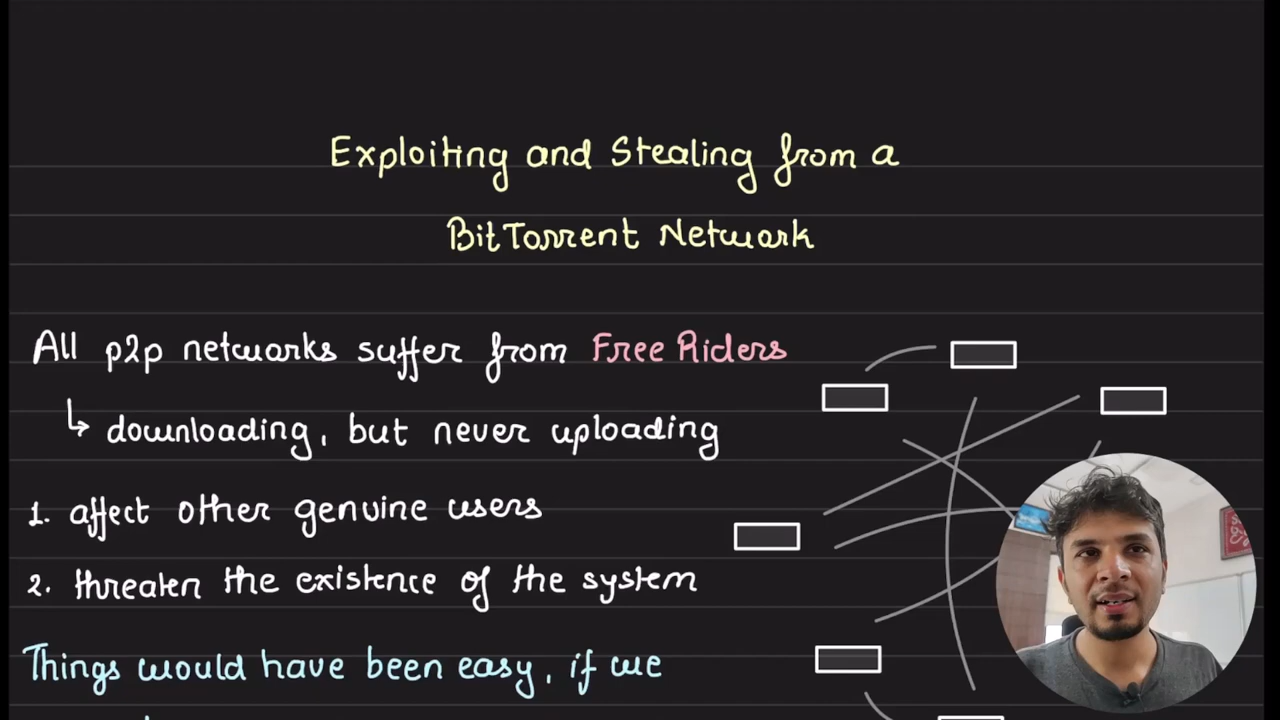 Exploiting and Stealing from a
BitTorrent Network
All p2p networks suffer from Free Riders
↳ downloading, but never uploading
1. affect other genuine users
2. threaten the existence of the system
Things would have been easy, if we